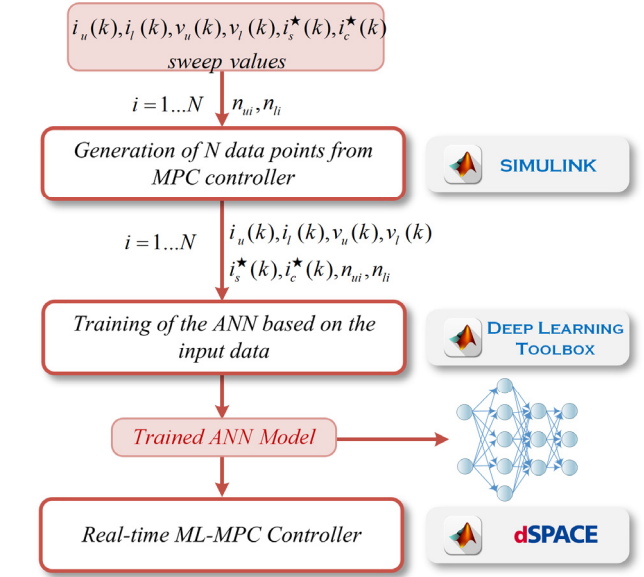 i_u(k), i_l(k), v_u(k), v_l(k), i_s^★(k), i_c^★(k)
sweep values
i = 1...N n_ui, n_li
Generation of N data points from
MPC controller
SIMULINK
i = 1...N
i_u(k), i_l(k), v_u(k), v_l(k)
i_s^★(k), i_c^★(k), n_ui, n_li
Training of the ANN based on the
input data
DEEP LEARNING
TOOLBOX
Trained ANN Model
Real-time ML-MPC Controller
dSPACE